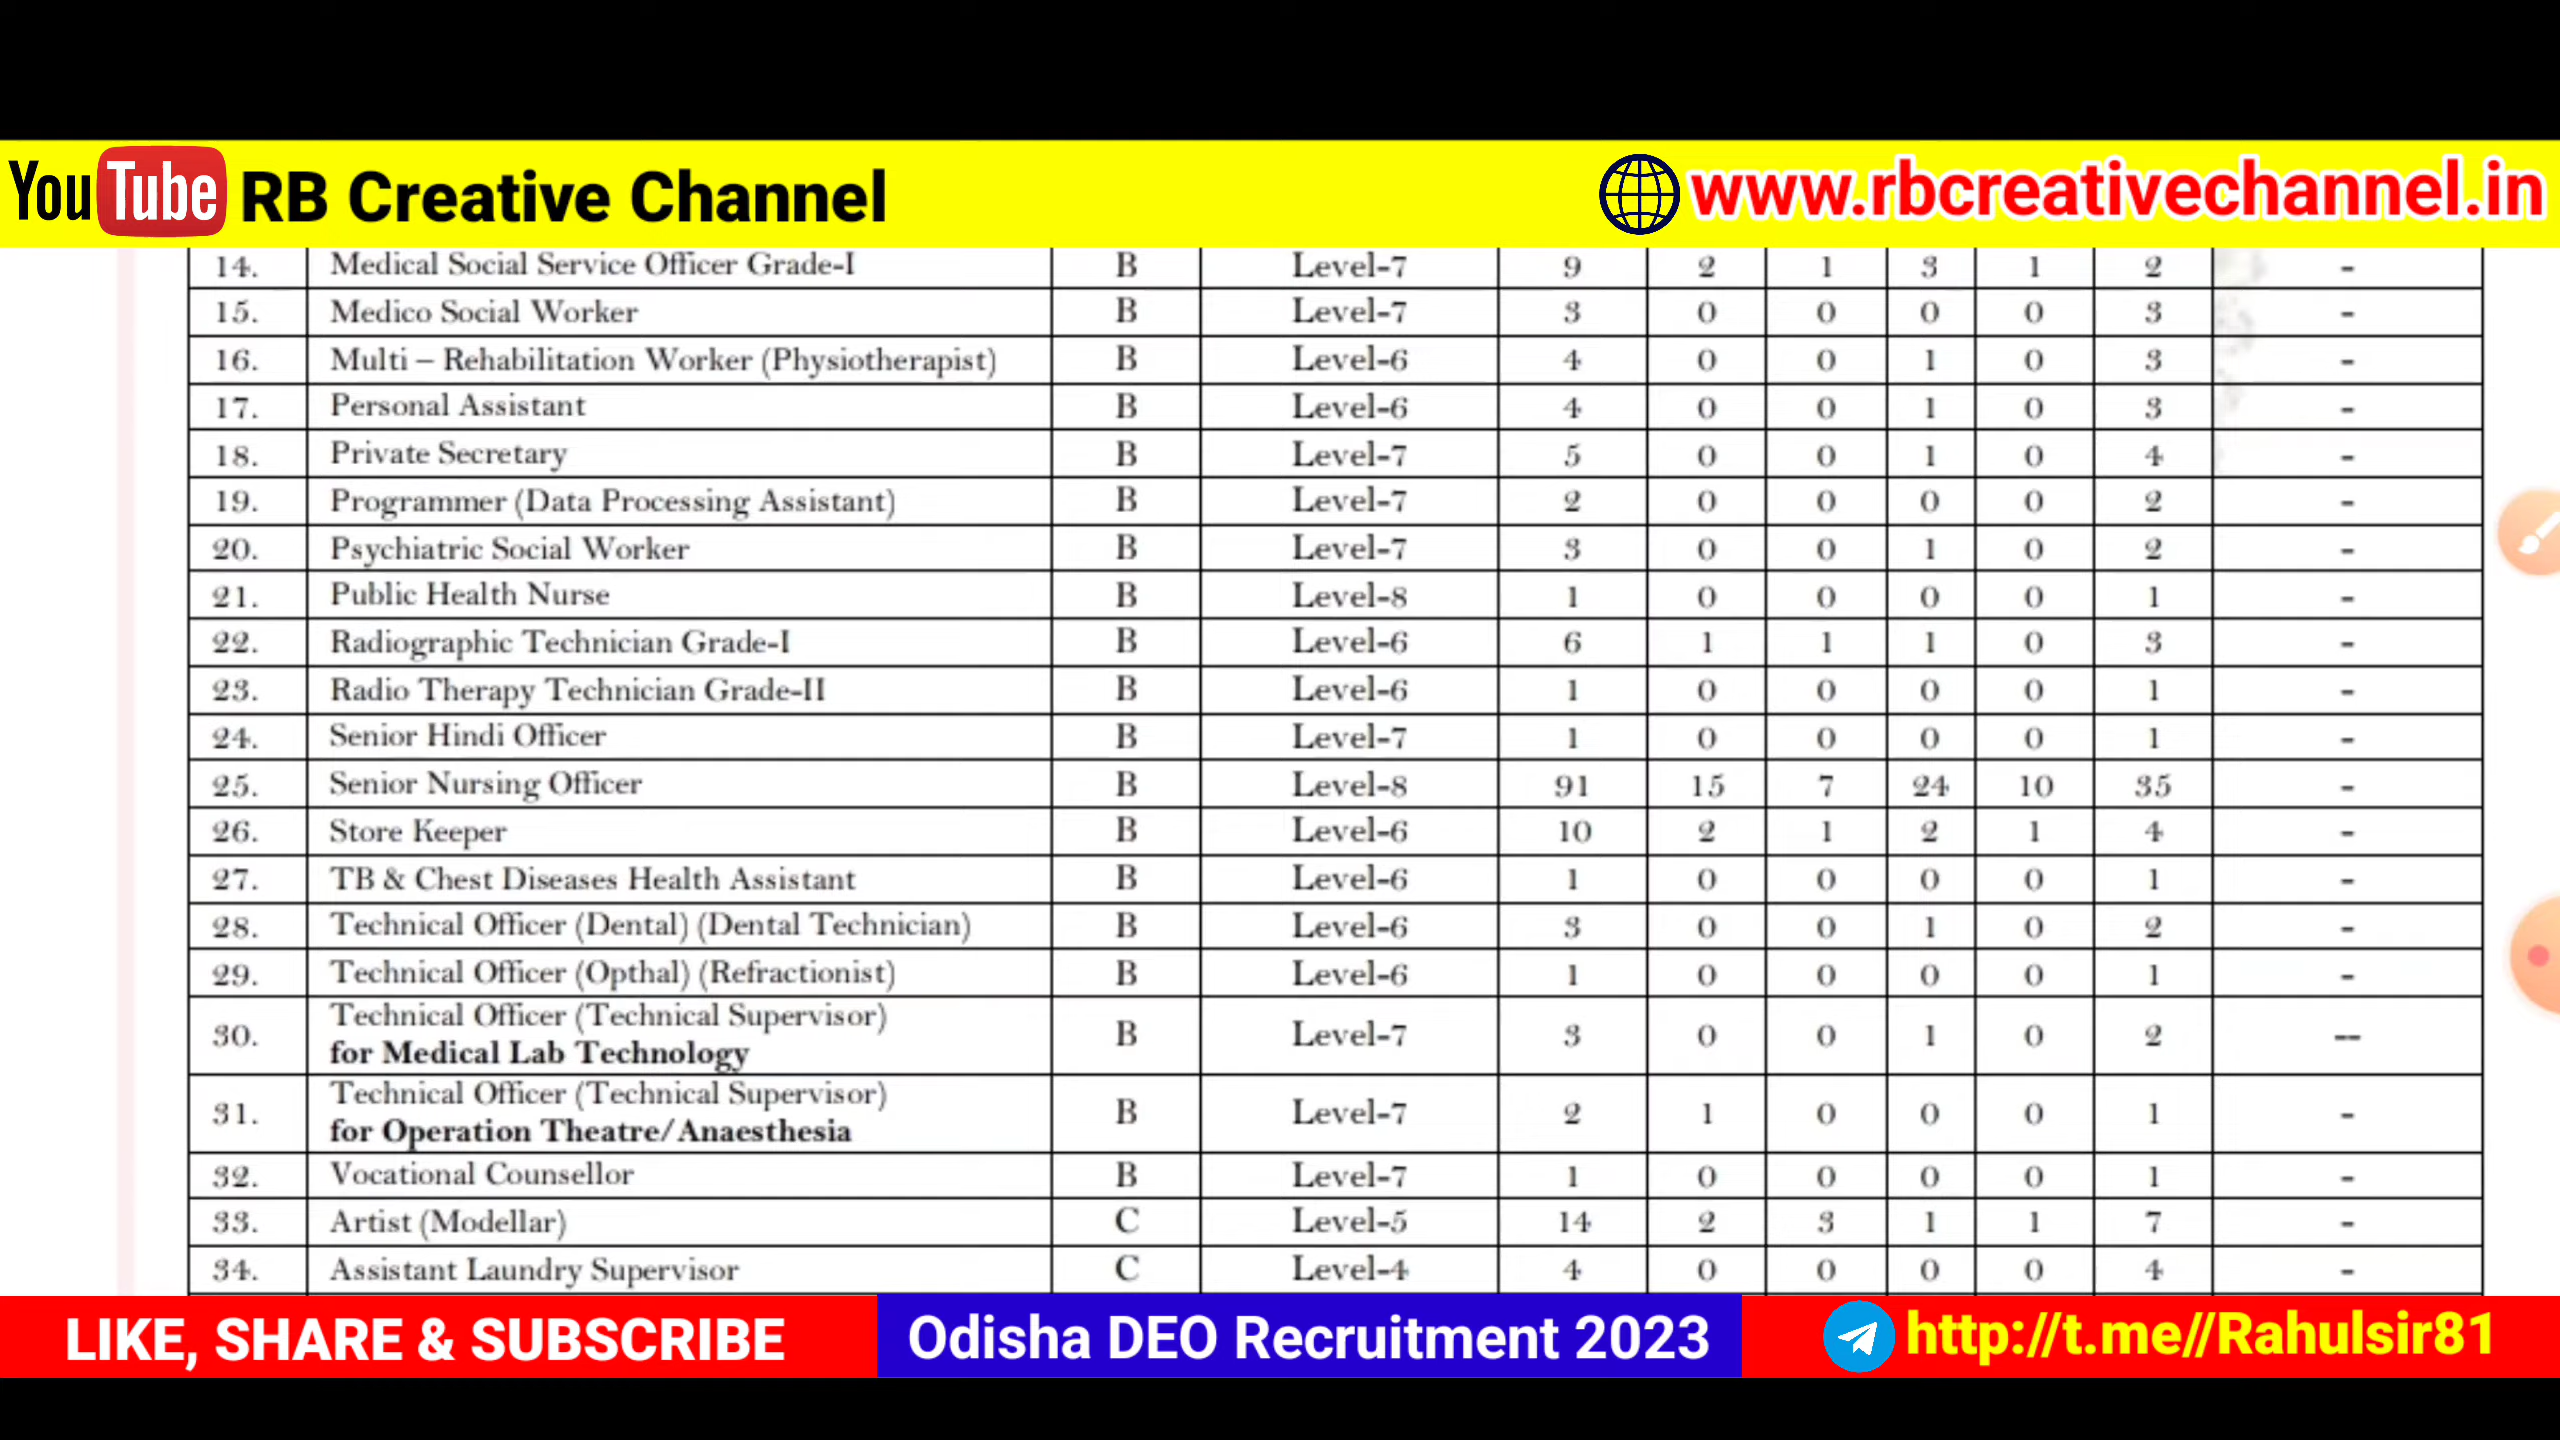 YouTube RB Creative Channel www.rbcreativechannel.in
14. Medical Social Service Officer Grade-I B Level-7 9 2 1 3 1 2 -
15. Medico Social Worker B Level-7 3 0 0 0 0 3 -
16. Multi – Rehabilitation Worker (Physiotherapist) B Level-6 4 0 0 1 0 3 -
17. Personal Assistant B Level-6 4 0 0 1 0 3 -
18. Private Secretary B Level-7 5 0 0 1 0 4 -
19. Programmer (Data Processing Assistant) B Level-7 2 0 0 0 0 2 -
20. Psychiatric Social Worker B Level-7 3 0 0 1 0 2 -
21. Public Health Nurse B Level-8 1 0 0 0 0 1 -
22. Radiographic Technician Grade-I B Level-6 6 1 1 1 0 3 -
23. Radio Therapy Technician Grade-II B Level-6 1 0 0 0 0 1 -
24. Senior Hindi Officer B Level-7 1 0 0 0 0 1 -
25. Senior Nursing Officer B Level-8 91 15 7 24 10 35 -
26. Store Keeper B Level-6 10 2 1 2 1 4 -
27. TB & Chest Diseases Health Assistant B Level-6 1 0 0 0 0 1 -
28. Technical Officer (Dental) (Dental Technician) B Level-6 3 0 0 1 0 2 -
29. Technical Officer (Opthal) (Refractionist) B Level-6 1 0 0 0 0 1 -
30. Technical Officer (Technical Supervisor)
for Medical Lab Technology B Level-7 3 0 0 1 0 2 --
31. Technical Officer (Technical Supervisor)
for Operation Theatre/Anaesthesia B Level-7 2 1 0 0 0 1 -
32. Vocational Counsellor B Level-7 1 0 0 0 0 1 -
33. Artist (Modellar) C Level-5 14 2 3 1 1 7 -
34. Assistant Laundry Supervisor C Level-4 4 0 0 0 0 4 -
LIKE, SHARE & SUBSCRIBE Odisha DEO Recruitment 2023 http://t.me//Rahulsir81